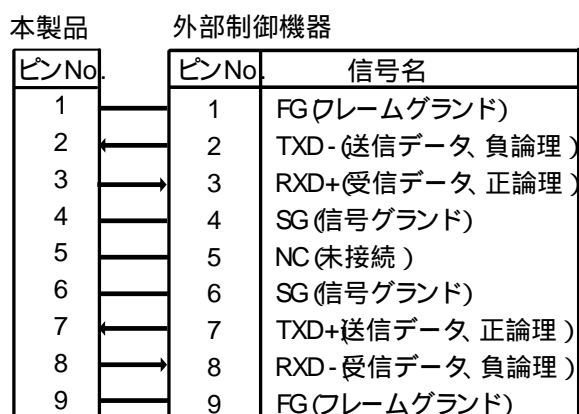 本製品 外部制御機器
ピンNo. ピンNo. 信号名
1 1 FG(フレームグランド)
2 2 TXD-(送信データ、負論理)
3 3 RXD+(受信データ、正論理)
4 4 SG(信号グランド)
5 5 NC(未接続)
6 6 SG(信号グランド)
7 7 TXD+(送信データ、正論理)
8 8 RXD-(受信データ、負論理)
9 9 FG(フレームグランド)